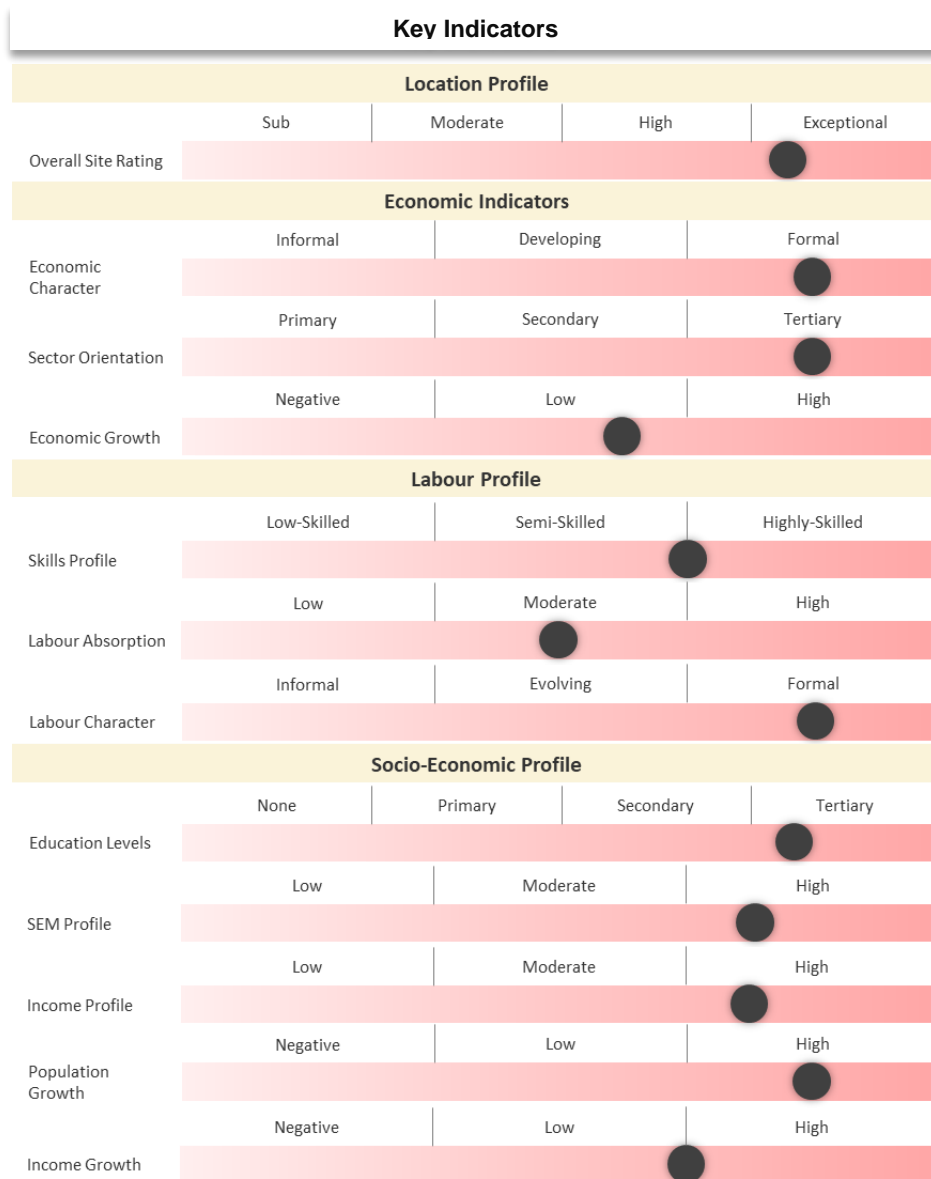 Key Indicators
Location Profile
Sub Moderate High Exceptional
Overall Site Rating
Economic Indicators
Informal Developing Formal
Economic
Character
Primary Secondary Tertiary
Sector Orientation
Negative Low High
Economic Growth
Labour Profile
Low-Skilled Semi-Skilled Highly-Skilled
Skills Profile
Low Moderate High
Labour Absorption
Informal Evolving Formal
Labour Character
Socio-Economic Profile
None Primary Secondary Tertiary
Education Levels
Low Moderate High
SEM Profile
Low Moderate High
Income Profile
Negative Low High
Population
Growth
Negative Low High
Income Growth